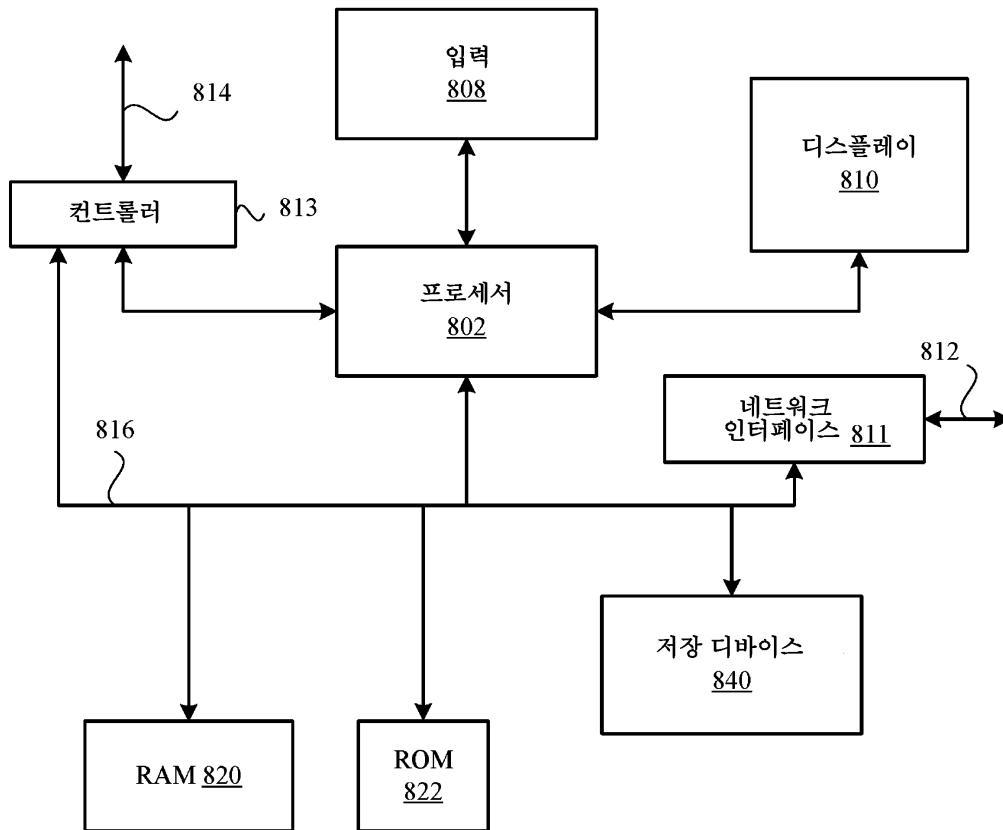 입력
808
814
디스플레이
810
컨트롤러
813
프로세서
802
812
네트워크
인터페이스 811
816
저장 디바이스
840
RAM 820
ROM
822